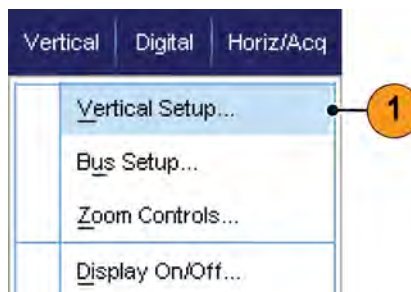 Vertical Digital Horiz/Acq
Vertical Setup...
1
Bus Setup...
Zoom Controls...
Display On/Off...